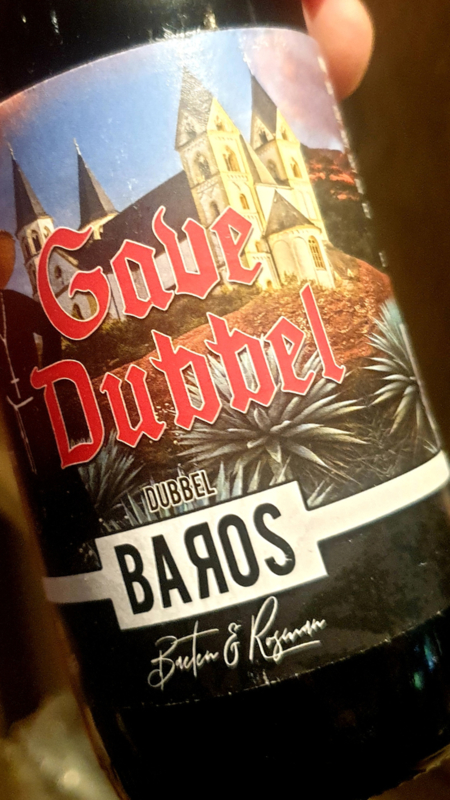 Gave
Dubbel
DUBBEL
BAЯOS
Baeten & Rosman